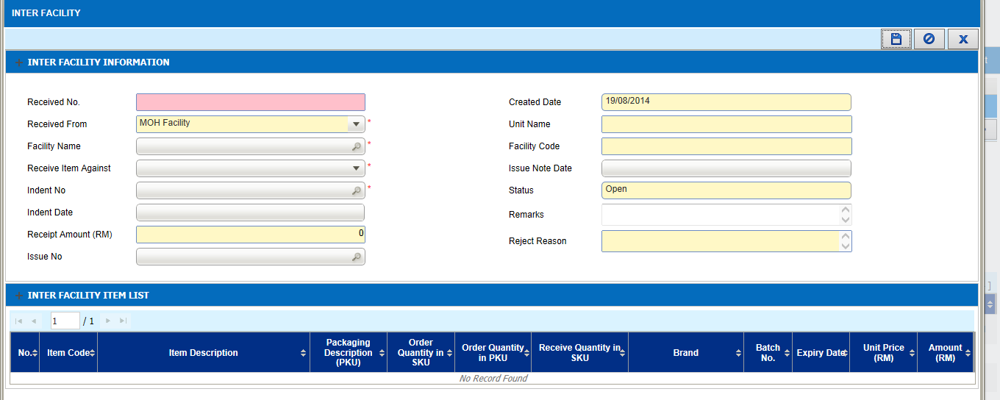 INTER FACILITY
INTER FACILITY INFORMATION
Received No.
Created Date 19/08/2014
Received From MOH Facility *
Unit Name
Facility Name *
Facility Code
Receive Item Against *
Issue Note Date
Indent No *
Status Open
Indent Date
Remarks
Receipt Amount (RM) 0
Reject Reason
Issue No
INTER FACILITY ITEM LIST
1 / 1
No.
Item Code
Item Description
Packaging
Description
(PKU)
Order
Quantity in
SKU
Order Quantity
in PKU
Receive Quantity in
SKU
Brand
Batch
No.
Expiry Date
Unit Price
(RM)
Amount
(RM)
No Record Found